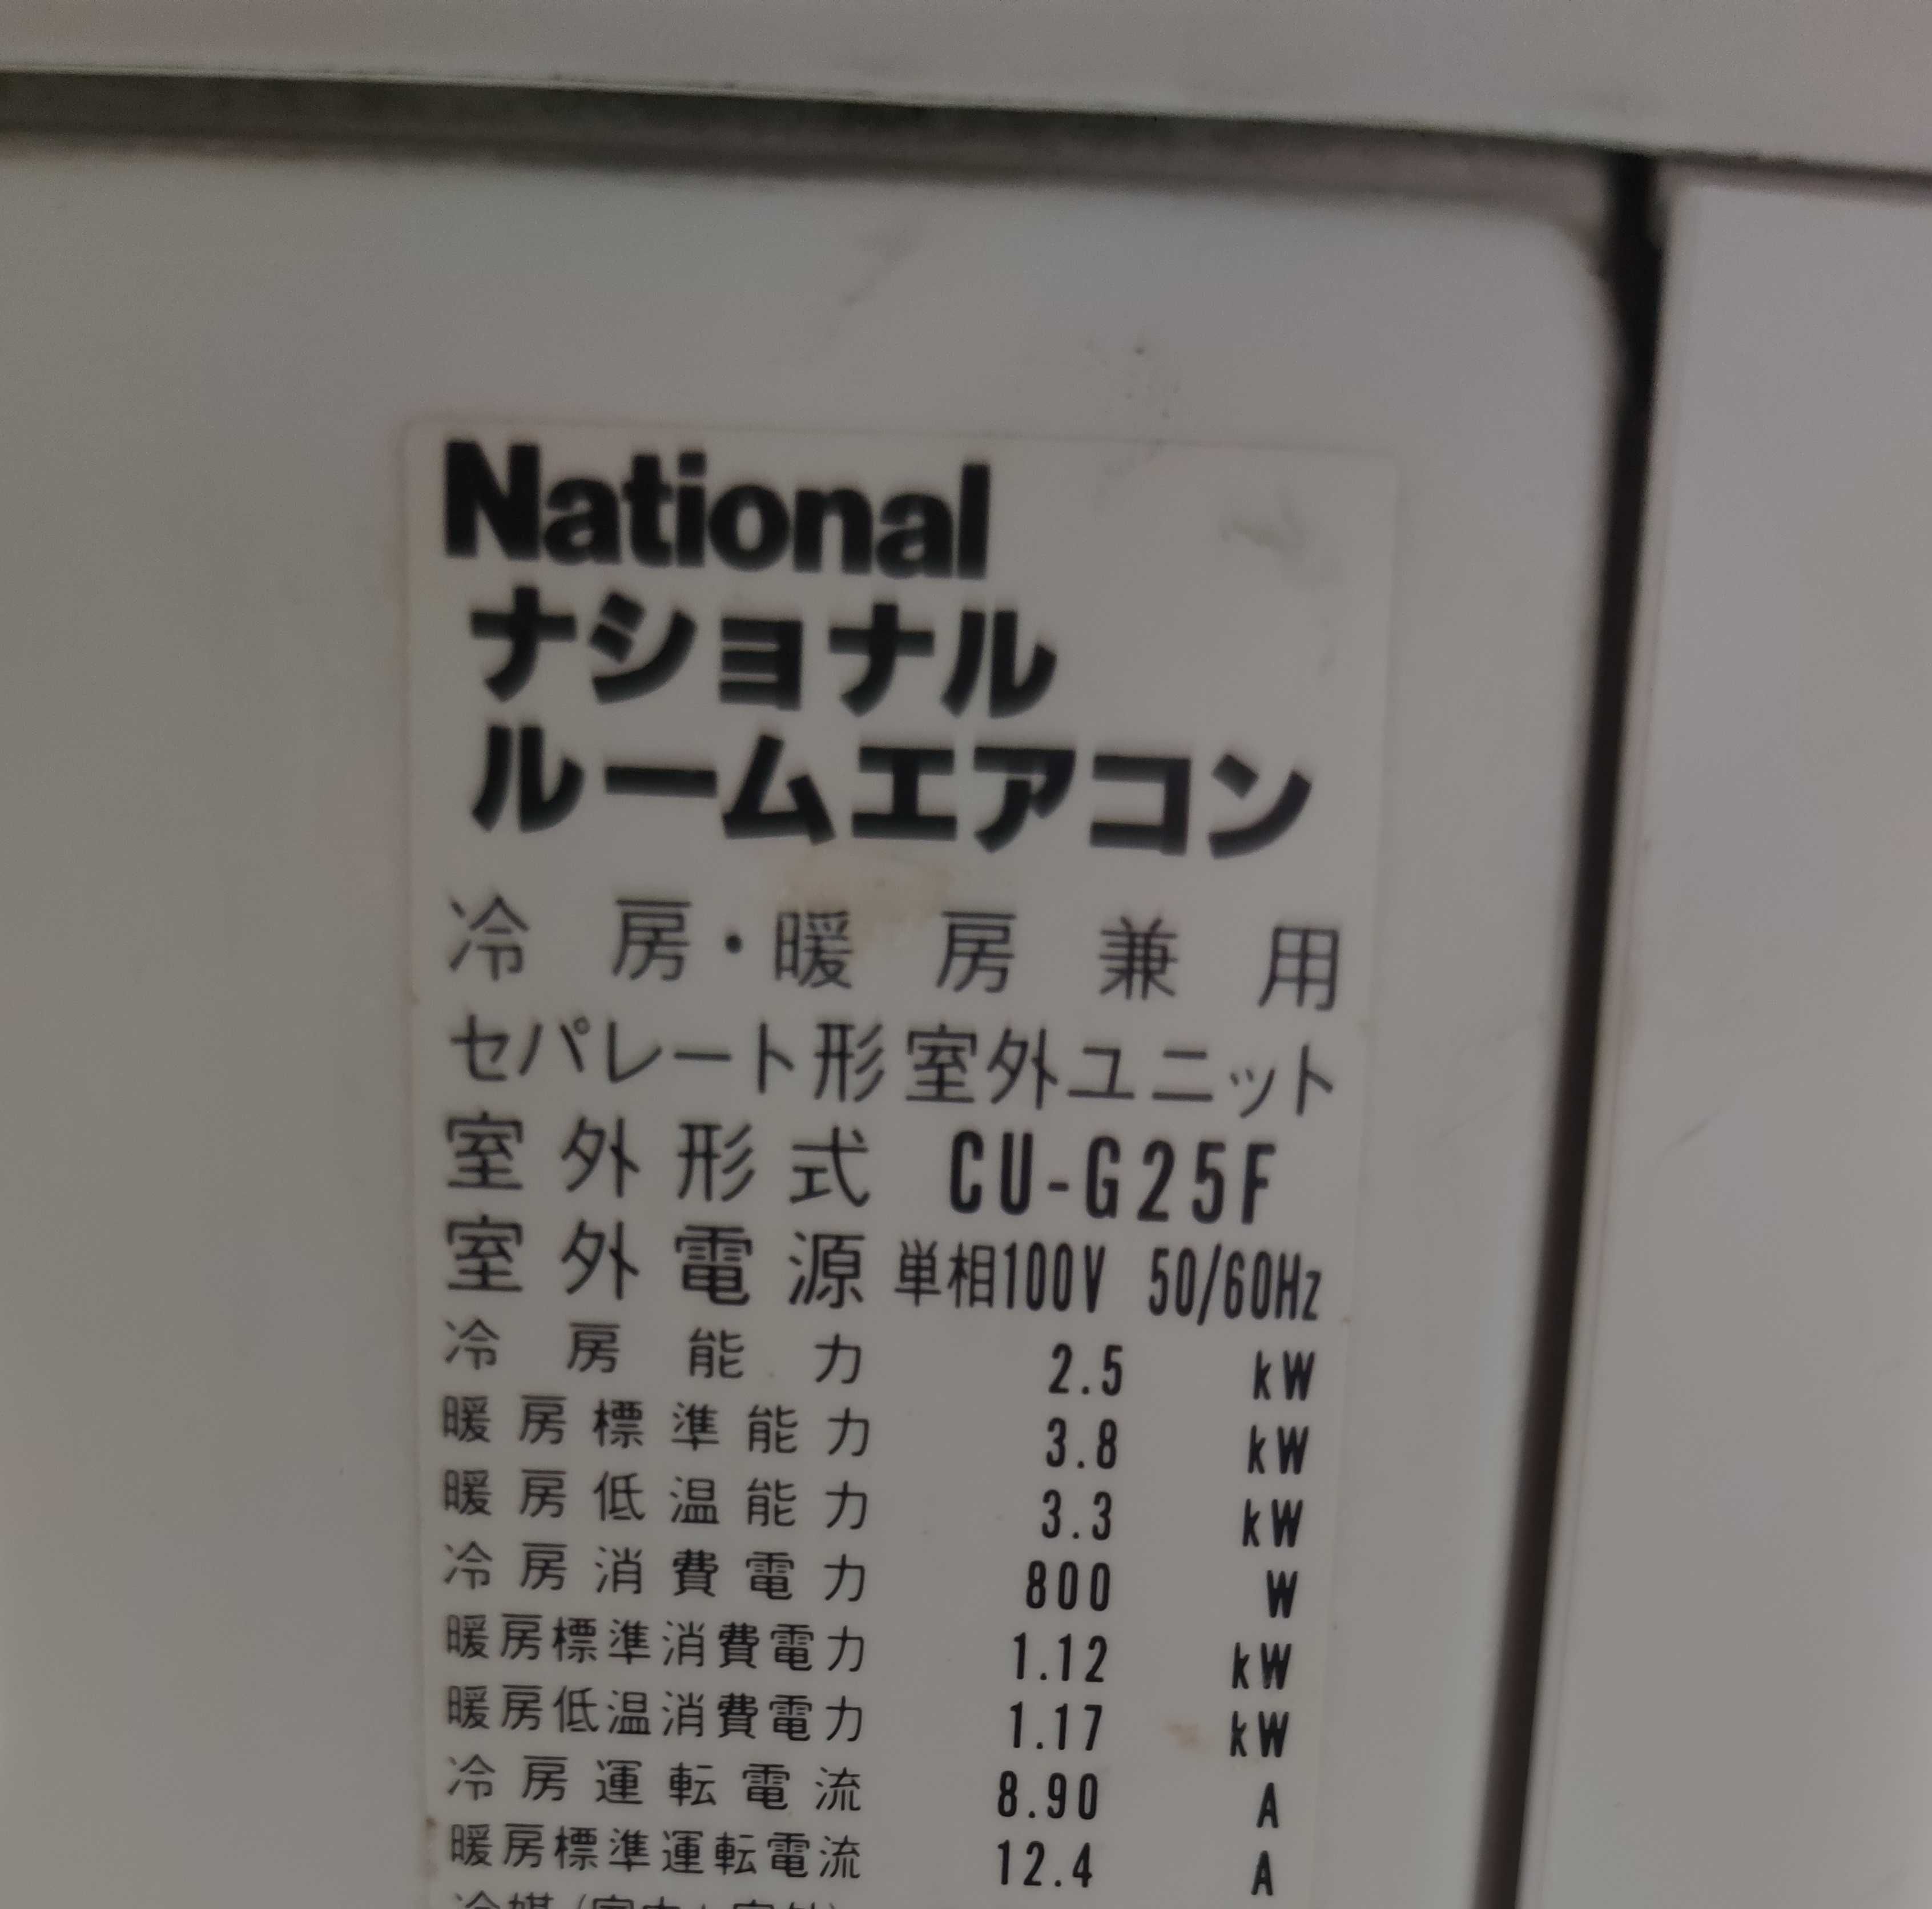 National
ナショナル
ルームエアコン
冷房・暖房兼用
セパレート形室外ユニット
室外形式 CU-G25F
室外電源 単相100V 50/60Hz
冷房能力 2.5 kW
暖房標準能力 3.8 kW
暖房低温能力 3.3 kW
冷房消費電力 800 W
暖房標準消費電力 1.12 kW
暖房低温消費電力 1.17 kW
冷房運転電流 8.90 A
暖房標準運転電流 12.4 A